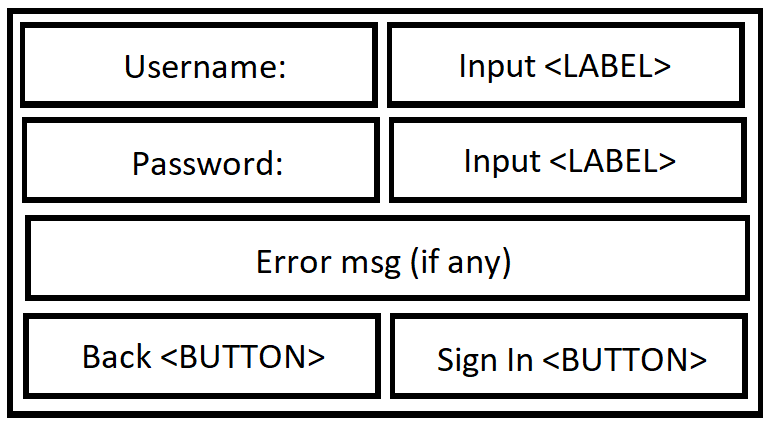 Username:
Input <LABEL>
Password:
Input <LABEL>
Error msg (if any)
Back <BUTTON>
Sign In <BUTTON>